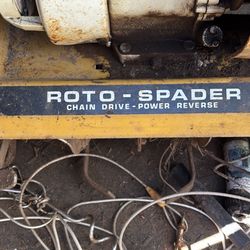 ROTO - SPADER
CHAIN DRIVE - POWER REVERSE